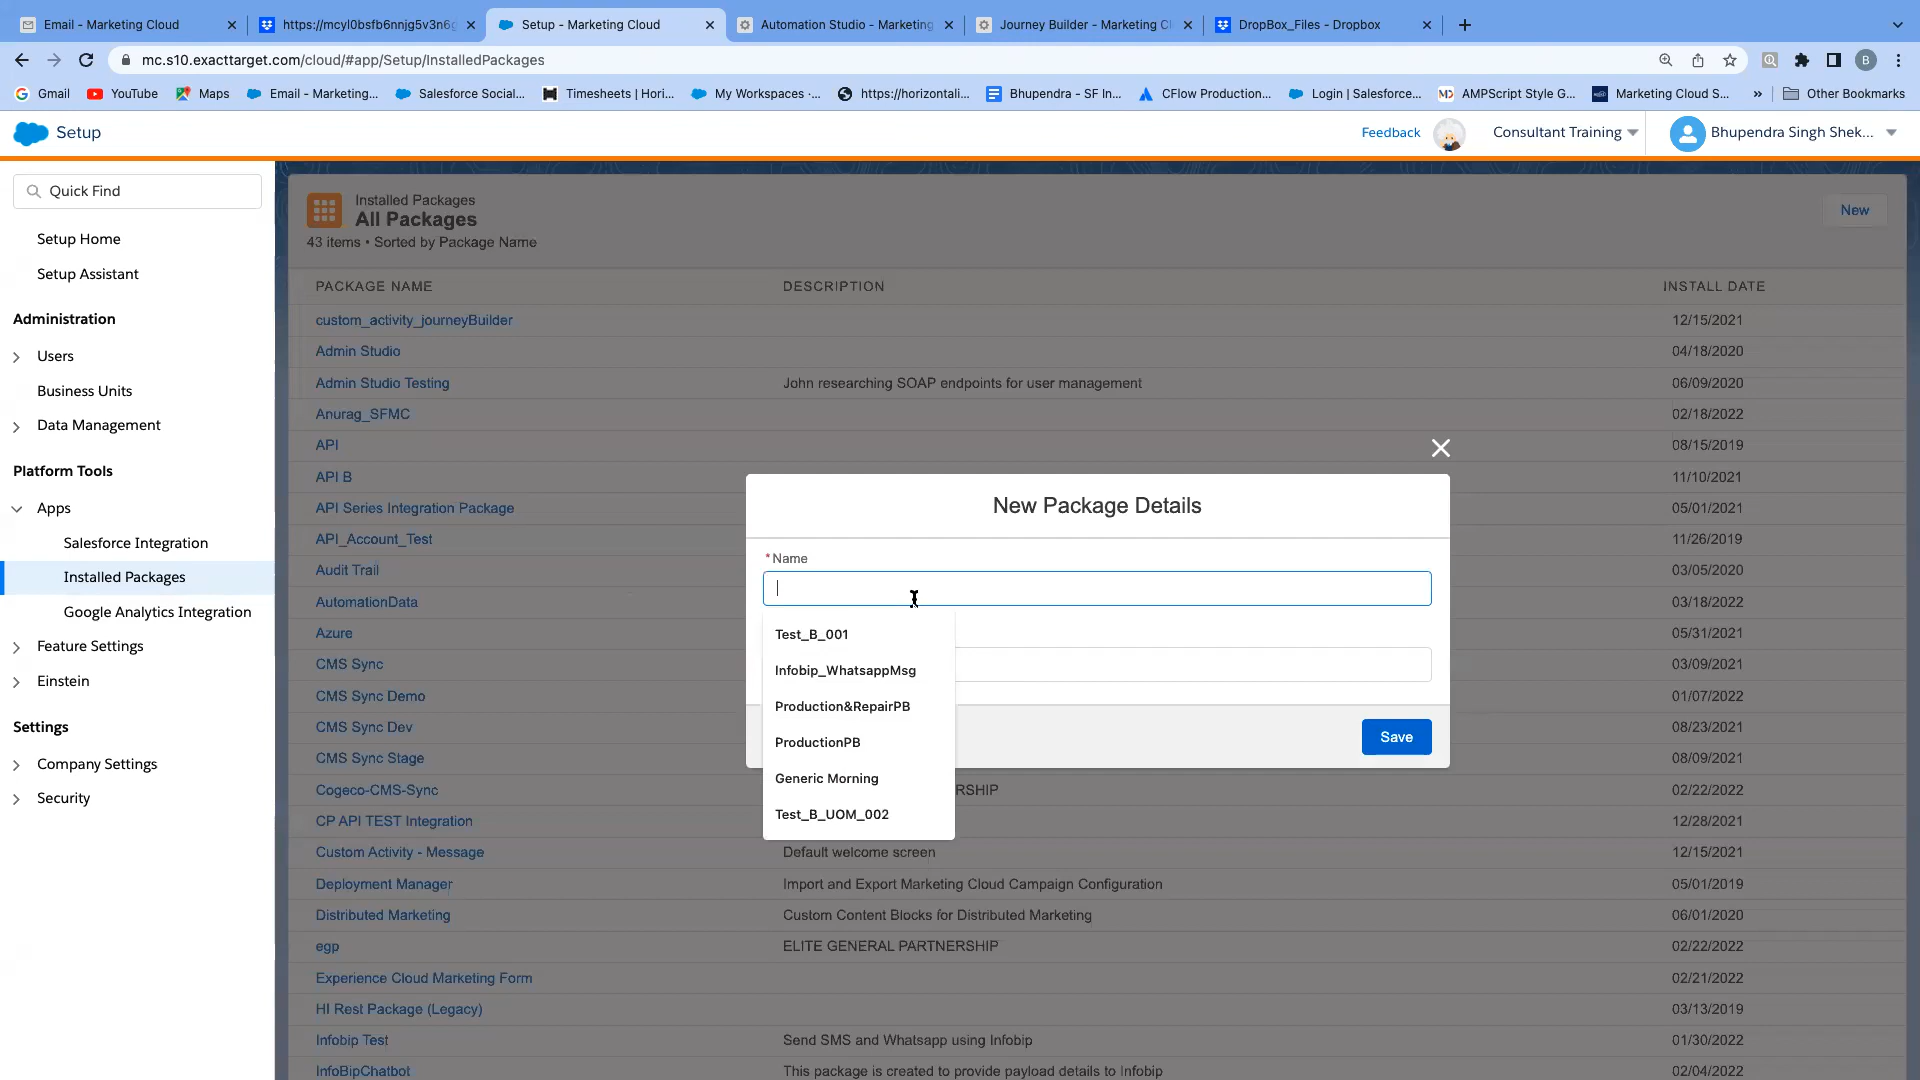 Email - Marketing Cloud
https://mcyl0bsfb6nnjg5v3n6g
Setup - Marketing Cloud
Automation Studio - Marketing
Journey Builder - Marketing Cl
DropBox_Files - Dropbox
mc.s10.exacttarget.com/cloud/#app/Setup/InstalledPackages
B
Gmail
YouTube
Maps
Email - Marketing...
Salesforce Social...
Timesheets | Hori...
My Workspaces ·...
https://horizontali...
Bhupendra - SF In...
CFlow Production...
Login | Salesforce...
AMPScript Style G...
Marketing Cloud S...
Other Bookmarks
Setup
Feedback
Consultant Training
Bhupendra Singh Shek...
Quick Find
Setup Home
Setup Assistant
Administration
Users
Business Units
Data Management
Platform Tools
Apps
Salesforce Integration
Installed Packages
Google Analytics Integration
Feature Settings
Einstein
Settings
Company Settings
Security
Installed Packages
All Packages
43 items • Sorted by Package Name
New
PACKAGE NAME DESCRIPTION INSTALL DATE
custom_activity_journeyBuilder 12/15/2021
Admin Studio 04/18/2020
Admin Studio Testing John researching SOAP endpoints for user management 06/09/2020
Anurag_SFMC 02/18/2022
API 08/15/2019
API B 11/10/2021
API Series Integration Package 05/01/2019
API_Account_Test 11/26/2019
Audit Trail 03/05/2020
AutomationData 03/18/2022
Azure 05/31/2021
CMS Sync 03/09/2021
CMS Sync Demo 01/07/2022
CMS Sync Dev 08/23/2021
CMS Sync Stage 08/09/2021
Cogeco-CMS-Sync RSHIP 02/22/2022
CP API TEST Integration 12/28/2021
Custom Activity - Message Default welcome screen 12/15/2021
Deployment Manager Import and Export Marketing Cloud Campaign Configuration 05/01/2019
Distributed Marketing Custom Content Blocks for Distributed Marketing 06/01/2020
egp ELITE GENERAL PARTNERSHIP 02/22/2022
Experience Cloud Marketing Form 02/21/2022
HI Rest Package (Legacy) 03/13/2019
Infobip Test Send SMS and Whatsapp using Infobip 01/30/2022
InfoBipChatbot This package is created to provide payload details to Infobip 02/04/2022
New Package Details
* Name
Test_B_001
Infobip_WhatsappMsg
Production&RepairPB
ProductionPB
Generic Morning
Test_B_UOM_002
Save